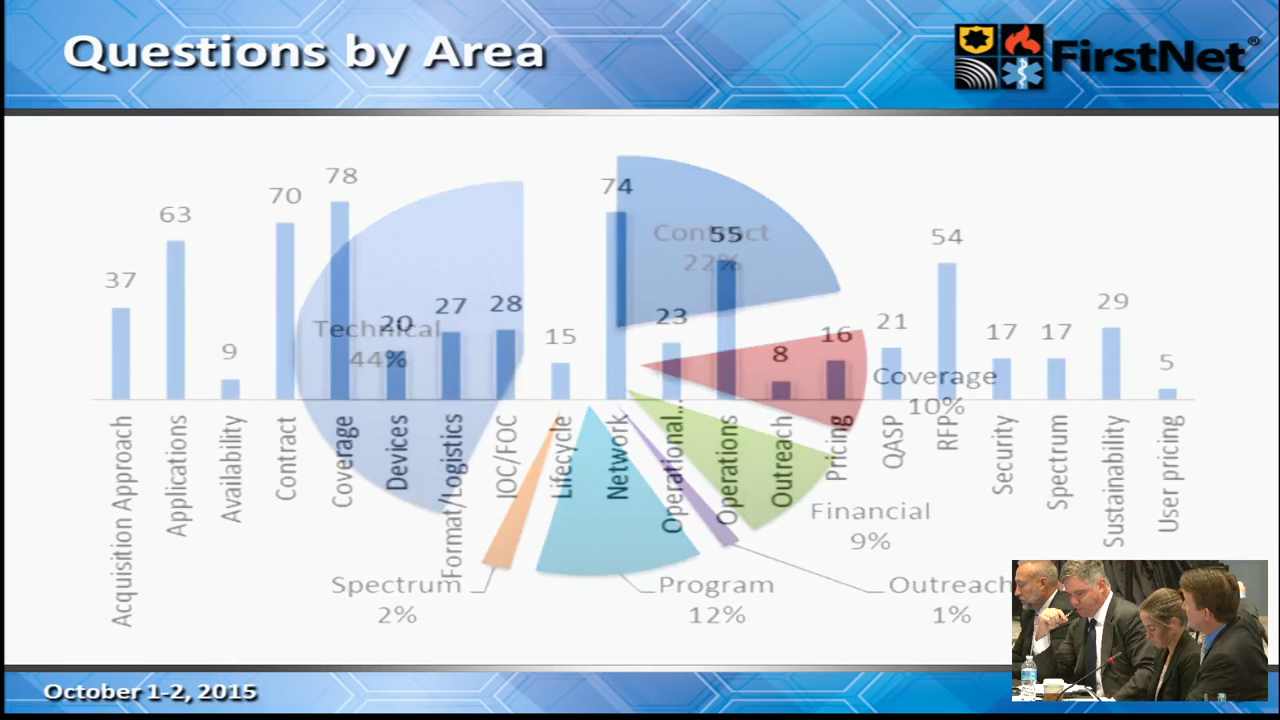 Questions by Area
FirstNet®
74
78
70
Contract
22%
63
55
54
37
Technical
44%
20
27
28
29
23
9
15
16
21
17
17
8
5
Coverage
10%
Acquisition Approach
Applications
Availability
Contract
Coverage
Devices
Format/Logistics
IOC/FOC
Lifecycle
Network
Operational...
Operations
Outreach
Pricing
QASP
RFP
Security
Spectrum
Sustainability
User pricing
Financial
9%
Spectrum
2%
Program
12%
Outreach
1%
October 1-2, 2015